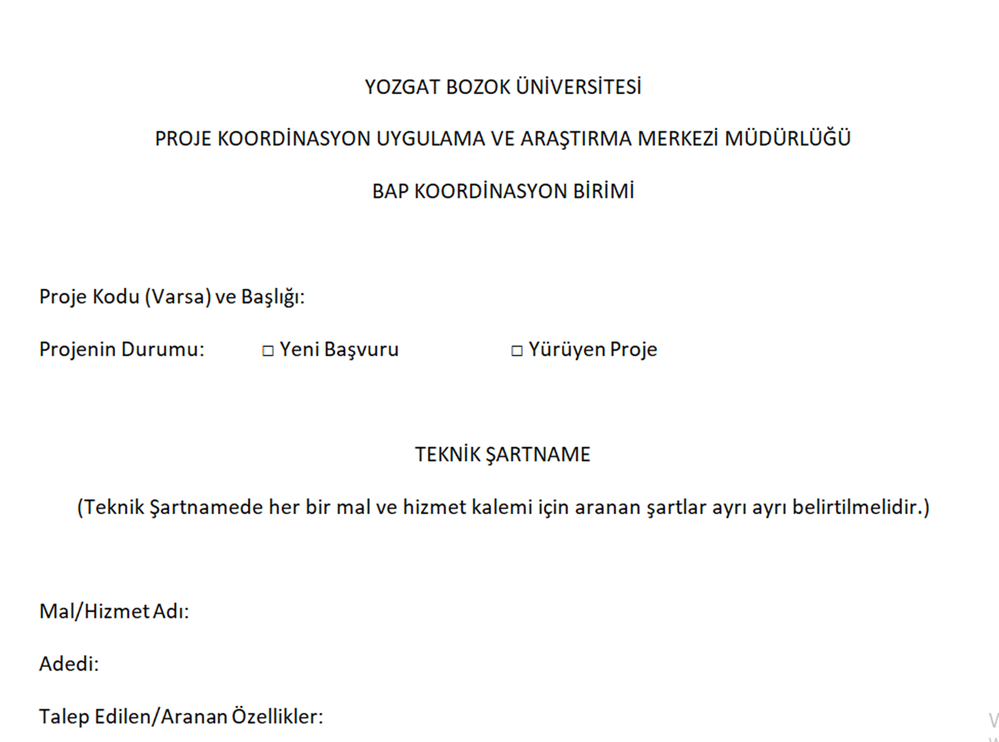 YOZGAT BOZOK ÜNİVERSİTESİ
PROJE KOORDİNASYON UYGULAMA VE ARAŞTIRMA MERKEZİ MÜDÜRLÜĞÜ
BAP KOORDİNASYON BİRİMİ
Proje Kodu (Varsa) ve Başlığı:
Projenin Durumu: □ Yeni Başvuru □ Yürüyen Proje
TEKNİK ŞARTNAME
(Teknik Şartnamede her bir mal ve hizmet kalemi için aranan şartlar ayrı ayrı belirtilmelidir.)
Mal/Hizmet Adı:
Adedi:
Talep Edilen/Aranan Özellikler: